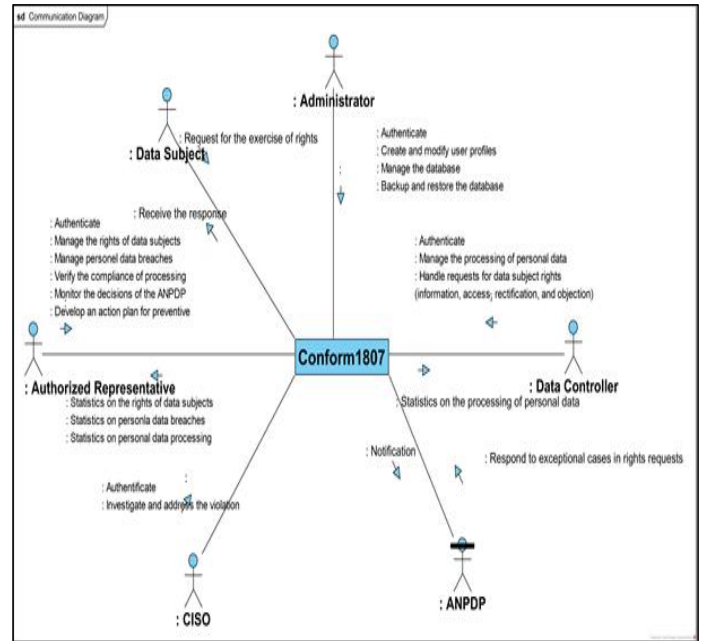 sd Communication Diagram
: Administrator
: Data Subject
: Request for the exercise of rights
: Authenticate
: Create and modify user profiles
: Manage the database
: Backup and restore the database
:
: Receive the response
: Authenticate
: Manage the rights of data subjects
: Manage personel data breaches
: Verify the compliance of processing
: Monitor the decisions of the ANPDP
: Develop an action plan for preventive
: Authenticate
: Manage the processing of personal data
: Handle requests for data subject rights
(information, access, rectification, and objection)
Conform1807
: Authorized Representative
: Data Controller
: Statistics on the rights of data subjects
: Statistics on personla data breaches
: Statistics on personal data processing
: Statistics on the processing of personal data
: Notification
: Respond to exceptional cases in rights requests
:
: Authentificate
: Investigate and address the violation
: CISO
: ANPDP